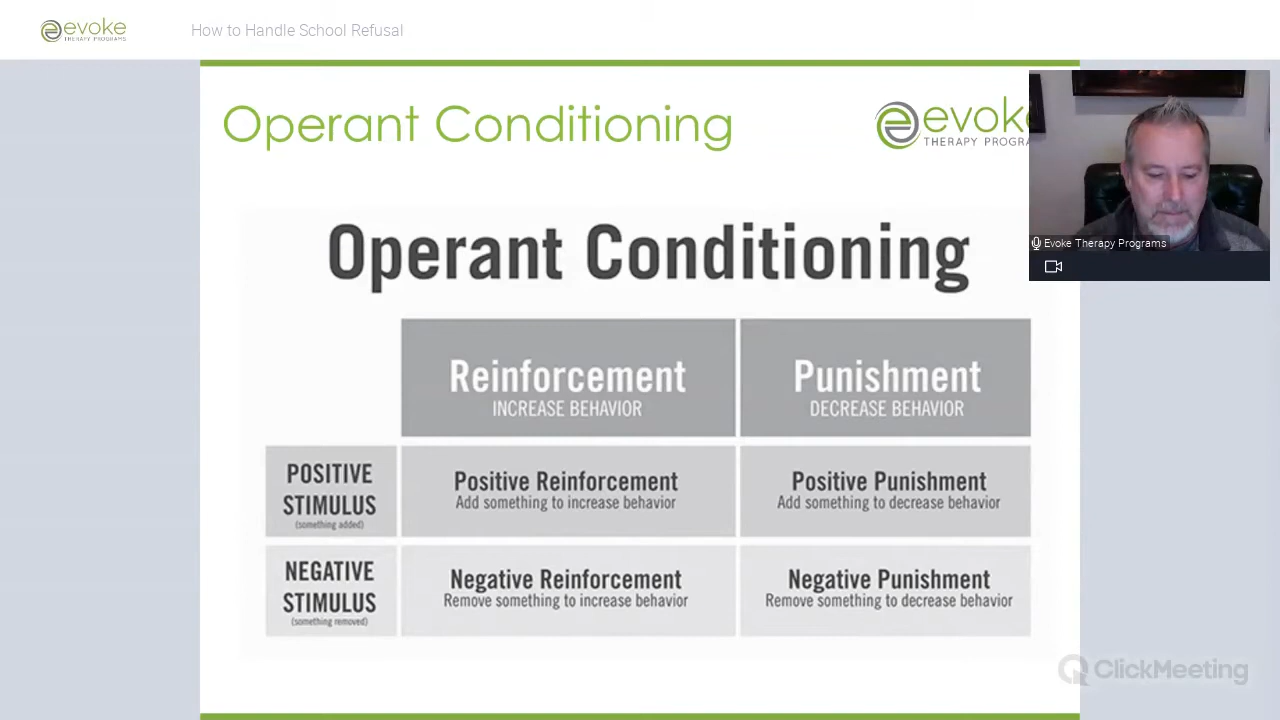 evoke
THERAPY PROGRAMS
How to Handle School Refusal
Operant Conditioning
evoke
THERAPY PROGRA
Evoke Therapy Programs
Operant Conditioning
Reinforcement
INCREASE BEHAVIOR
Punishment
DECREASE BEHAVIOR
POSITIVE
STIMULUS
(something added)
Positive Reinforcement
Add something to increase behavior
Positive Punishment
Add something to decrease behavior
NEGATIVE
STIMULUS
(something removed)
Negative Reinforcement
Remove something to increase behavior
Negative Punishment
Remove something to decrease behavior
ClickMeeting